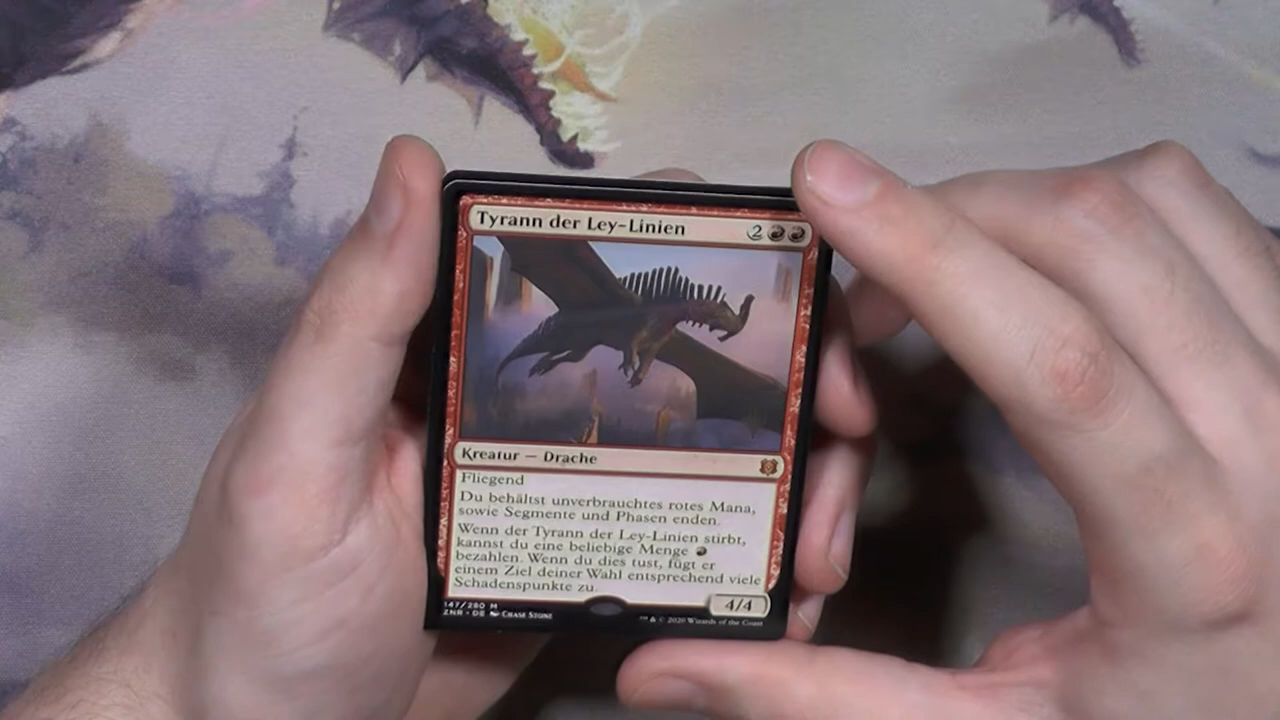 Tyrann der Ley-Linien 2
Kreatur — Drache
Fliegend
Du behältst unverbrauchtes rotes Mana,
sowie Segmente und Phasen enden.
Wenn der Tyrann der Ley-Linien stirbt,
kannst du eine beliebige Menge
bezahlen. Wenn du dies tust, fügt er
einem Ziel deiner Wahl entsprechend viele
Schadenspunkte zu.
4/4
147/280 M
ZNR • DE Chase Stone
™ & © 2020 Wizards of the Coast